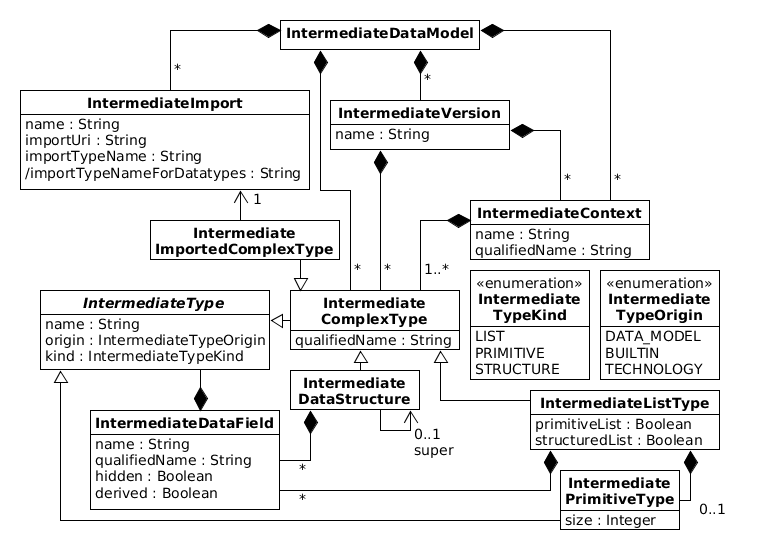 IntermediateDataModel
*
*
IntermediateImport
name : String
importUri : String
importTypeName : String
/importTypeNameForDatatypes : String
IntermediateVersion
name : String
*
*
1
Intermediate
ImportedComplexType
IntermediateContext
name : String
qualifiedName : String
*
*
1..*
IntermediateType
name : String
origin : IntermediateTypeOrigin
kind : IntermediateTypeKind
Intermediate
ComplexType
qualifiedName : String
«enumeration»
Intermediate
TypeKind
LIST
PRIMITIVE
STRUCTURE
«enumeration»
Intermediate
TypeOrigin
DATA_MODEL
BUILTIN
TECHNOLOGY
Intermediate
DataStructure
0..1
super
IntermediateListType
primitiveList : Boolean
structuredList : Boolean
IntermediateDataField
name : String
qualifiedName : String
hidden : Boolean
derived : Boolean
*
*
Intermediate
PrimitiveType
size : Integer
0..1